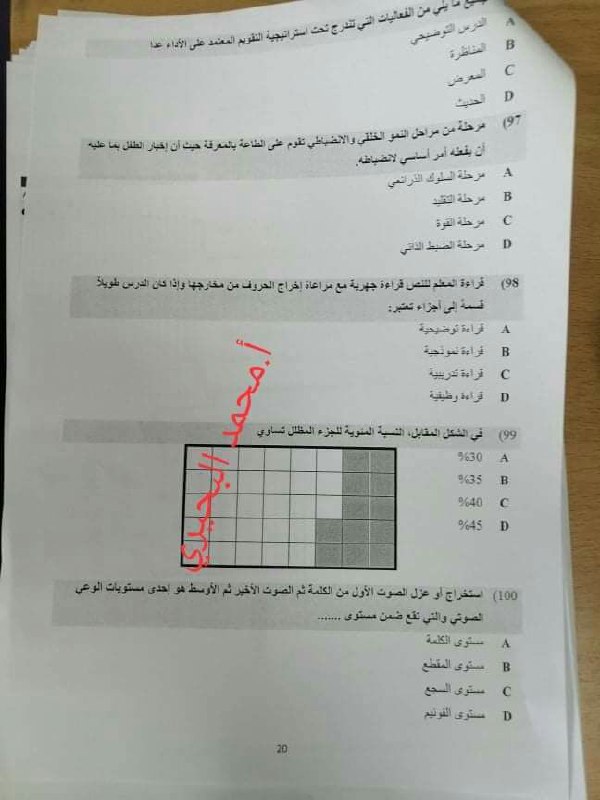 جميع ما يلي من الفعاليات التي تندرج تحت استراتيجية التقويم المعتمد على الأداء عدا
A الدرس التوضيحي
B المناظرة
C المعرض
D الحديث
97) مرحلة من مراحل النمو الخلقي والانضباطي تقوم على الطاعة بالمعرفة حيث أن إخبار الطفل بما عليه
أن يفعله أمر أساسي لانضباطه.
A مرحلة السلوك الذرائعي
B مرحلة التقليد
C مرحلة القوة
D مرحلة الضبط الذاتي
98) قراءة المعلم للنص قراءة جهرية مع مراعاة إخراج الحروف من مخارجها وإذا كان الدرس طويلاً
قسمة إلى أجزاء تعتبر:
A قراءة توضيحية
B قراءة نموذجية
C قراءة تدريبية
D قراءة وظيفية
99) في الشكل المقابل، النسبة المئوية للجزء المظلل تساوي
A %30
B %35
C %40
D %45
أ.محمد البحيري
100) استخراج أو عزل الصوت الأول من الكلمة ثم الصوت الأخير ثم الأوسط هو إحدى مستويات الوعي
الصوتي والتي تقع ضمن مستوى .......
A مستوى الكلمة
B مستوى المقطع
C مستوى السجع
D مستوى الفونيم
20